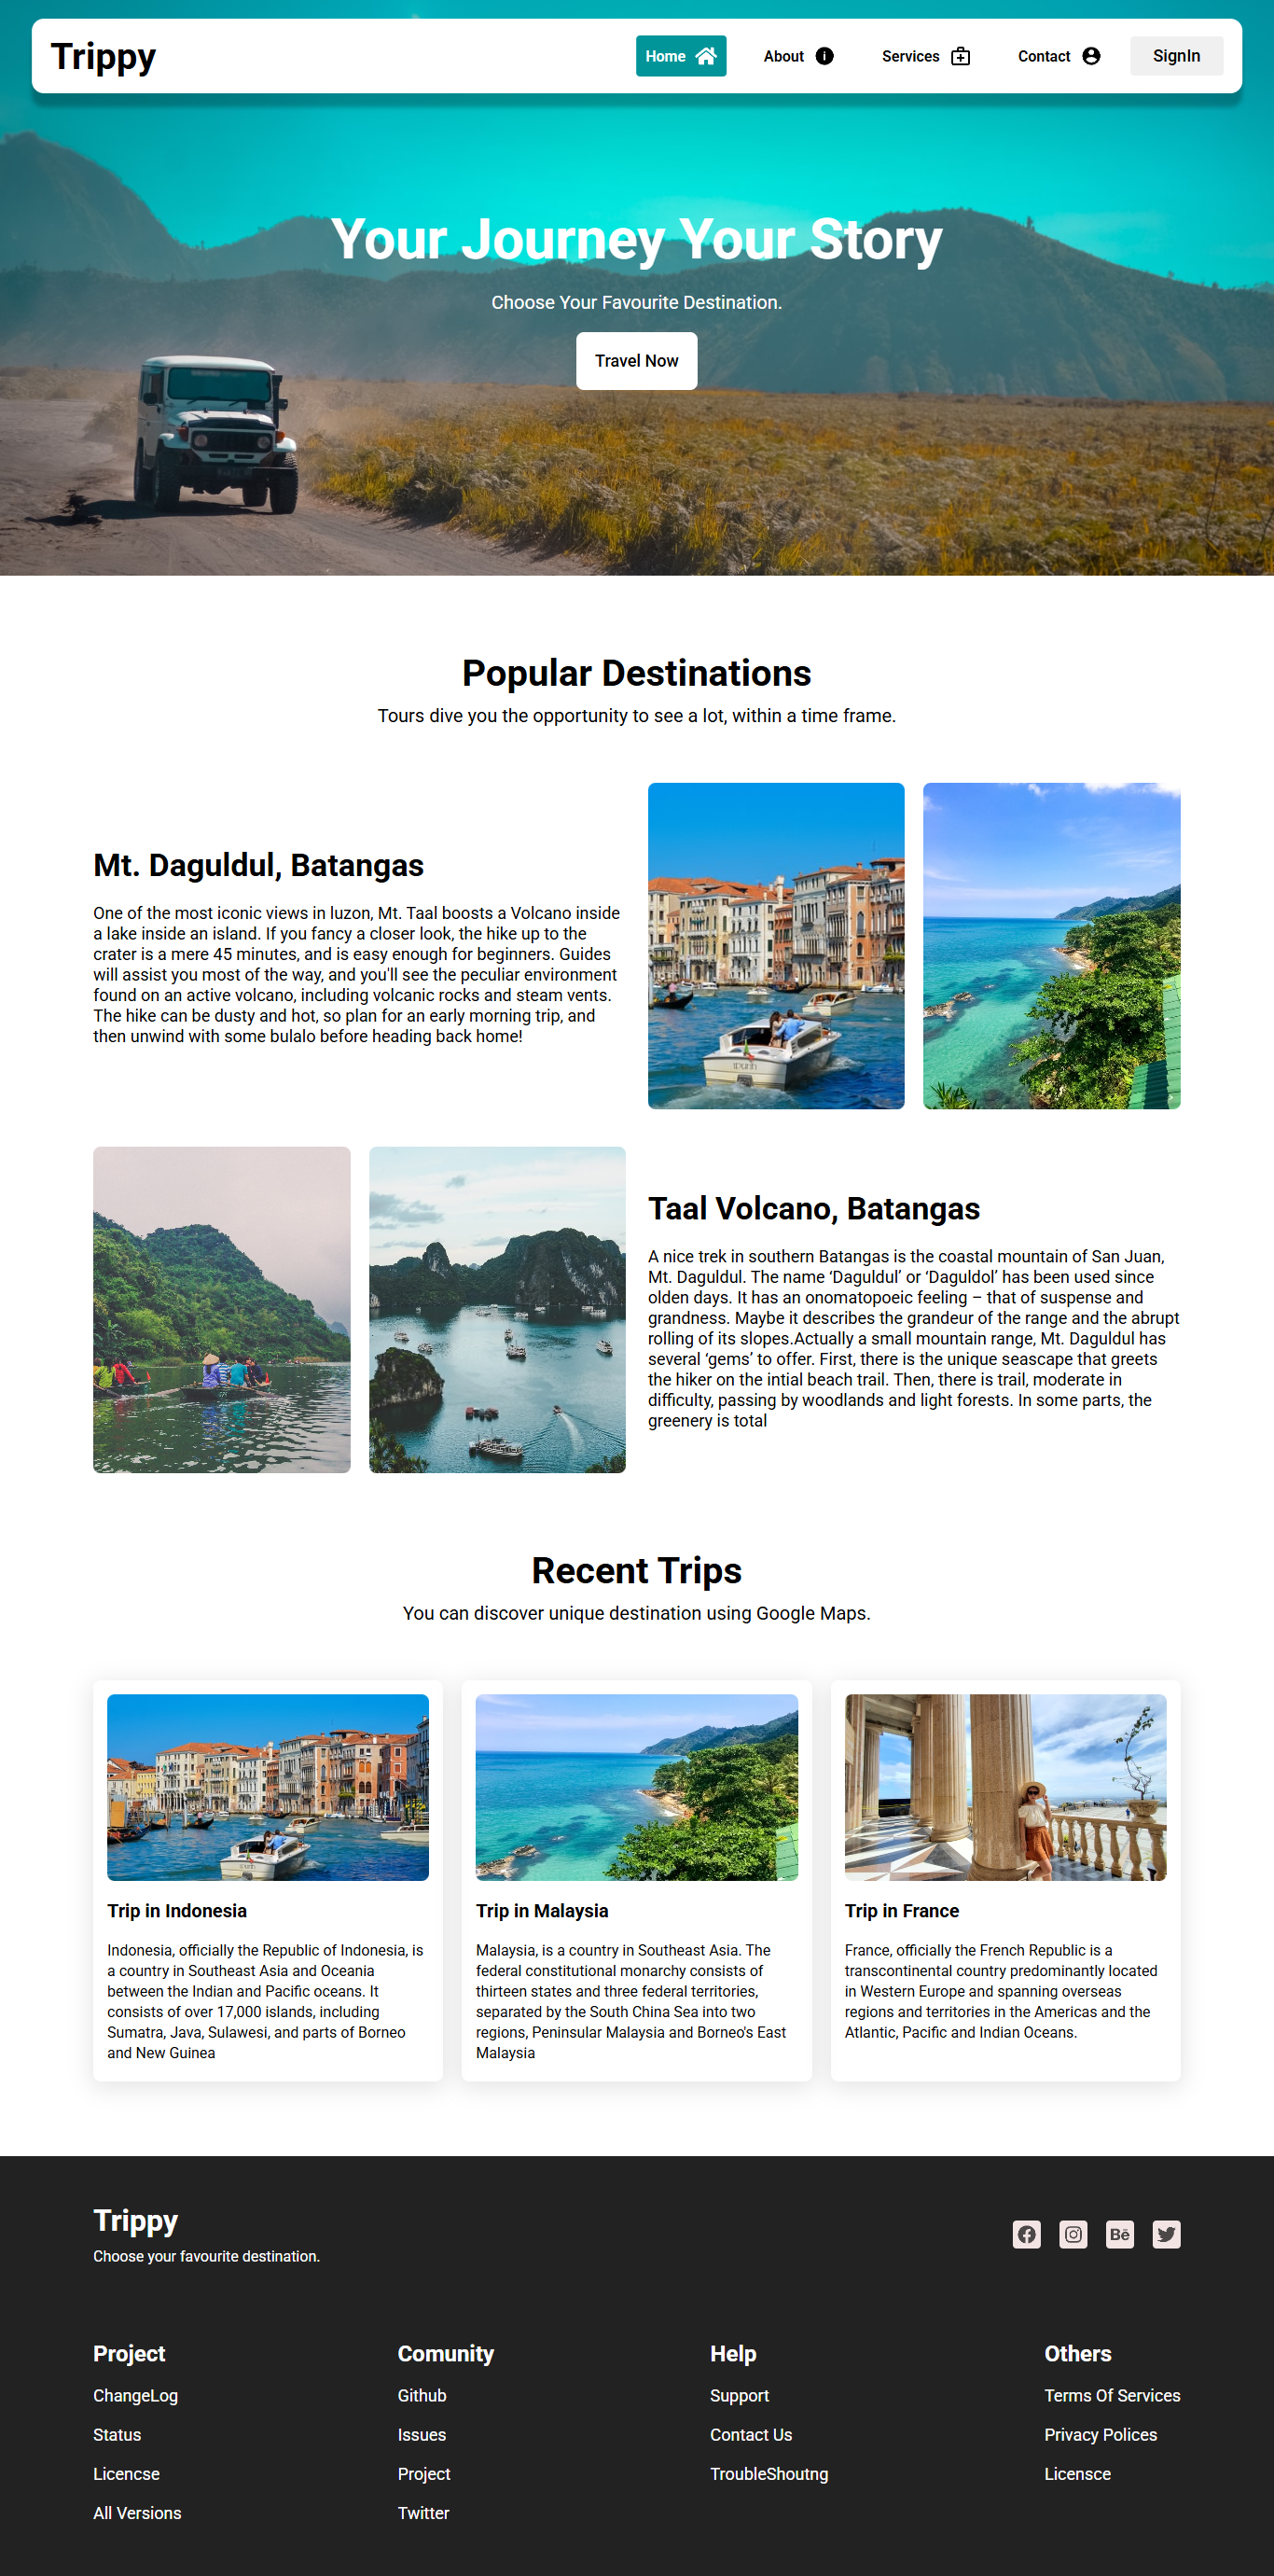 Trippy
Home
About
Services
Contact
SignIn
Your Journey Your Story
Choose Your Favourite Destination.
Travel Now
Popular Destinations
Tours dive you the opportunity to see a lot, within a time frame.
Mt. Daguldul, Batangas
One of the most iconic views in luzon, Mt. Taal boosts a Volcano inside
a lake inside an island. If you fancy a closer look, the hike up to the
crater is a mere 45 minutes, and is easy enough for beginners. Guides
will assist you most of the way, and you'll see the peculiar environment
found on an active volcano, including volcanic rocks and steam vents.
The hike can be dusty and hot, so plan for an early morning trip, and
then unwind with some bulalo before heading back home!
Taal Volcano, Batangas
A nice trek in southern Batangas is the coastal mountain of San Juan,
Mt. Daguldul. The name ‘Daguldul’ or ‘Daguldol’ has been used since
olden days. It has an onomatopoeic feeling – that of suspense and
grandness. Maybe it describes the grandeur of the range and the abrupt
rolling of its slopes.Actually a small mountain range, Mt. Daguldul has
several ‘gems’ to offer. First, there is the unique seascape that greets
the hiker on the intial beach trail. Then, there is trail, moderate in
difficulty, passing by woodlands and light forests. In some parts, the
greenery is total
Recent Trips
You can discover unique destination using Google Maps.
Trip in Indonesia
Indonesia, officially the Republic of Indonesia, is
a country in Southeast Asia and Oceania
between the Indian and Pacific oceans. It
consists of over 17,000 islands, including
Sumatra, Java, Sulawesi, and parts of Borneo
and New Guinea
Trip in Malaysia
Malaysia, is a country in Southeast Asia. The
federal constitutional monarchy consists of
thirteen states and three federal territories,
separated by the South China Sea into two
regions, Peninsular Malaysia and Borneo's East
Malaysia
Trip in France
France, officially the French Republic is a
transcontinental country predominantly located
in Western Europe and spanning overseas
regions and territories in the Americas and the
Atlantic, Pacific and Indian Oceans.
Trippy
Choose your favourite destination.
Bē
Project
ChangeLog
Status
Licencse
All Versions
Comunity
Github
Issues
Project
Twitter
Help
Support
Contact Us
TroubleShoutng
Others
Terms Of Services
Privacy Polices
Licensce